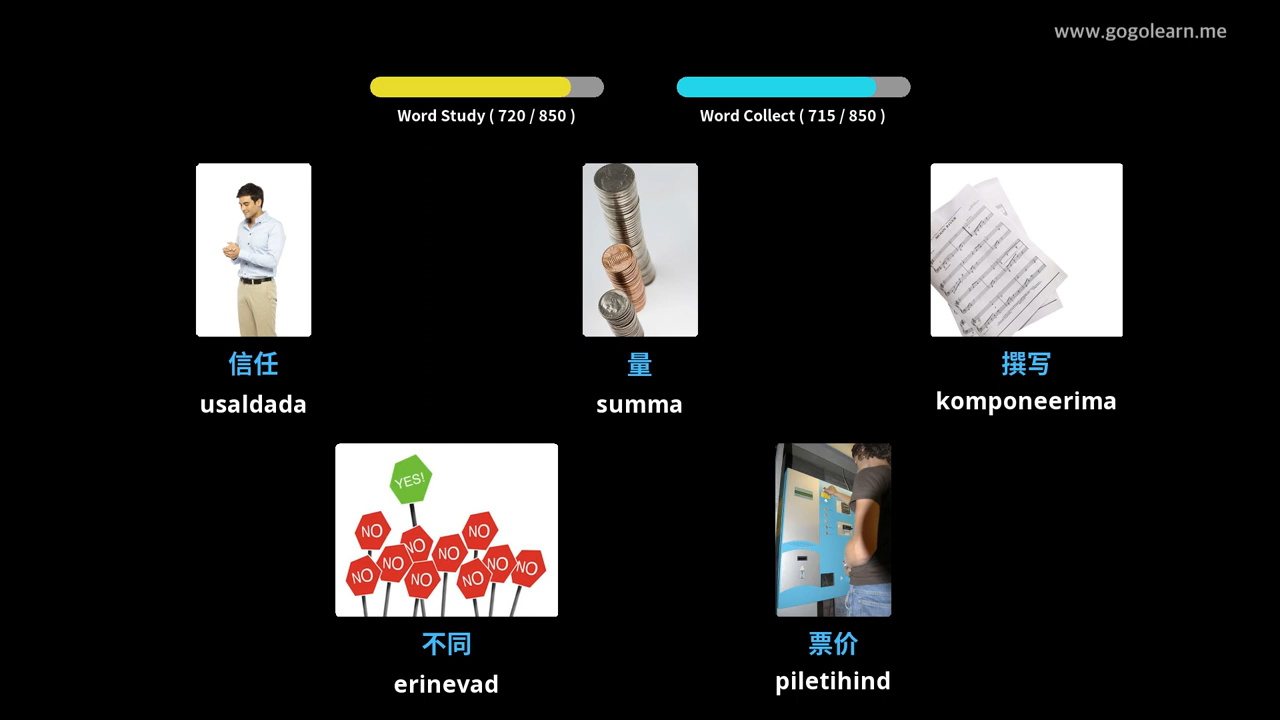 www.gogolearn.me
Word Study ( 720 / 850 )
Word Collect ( 715 / 850 )
信任
usaldada
量
summa
撰写
komponeerima
YES!
NO
NO
NO
NO
NO
NO
NO
NO
NO
NO
不同
erinevad
票价
piletihind